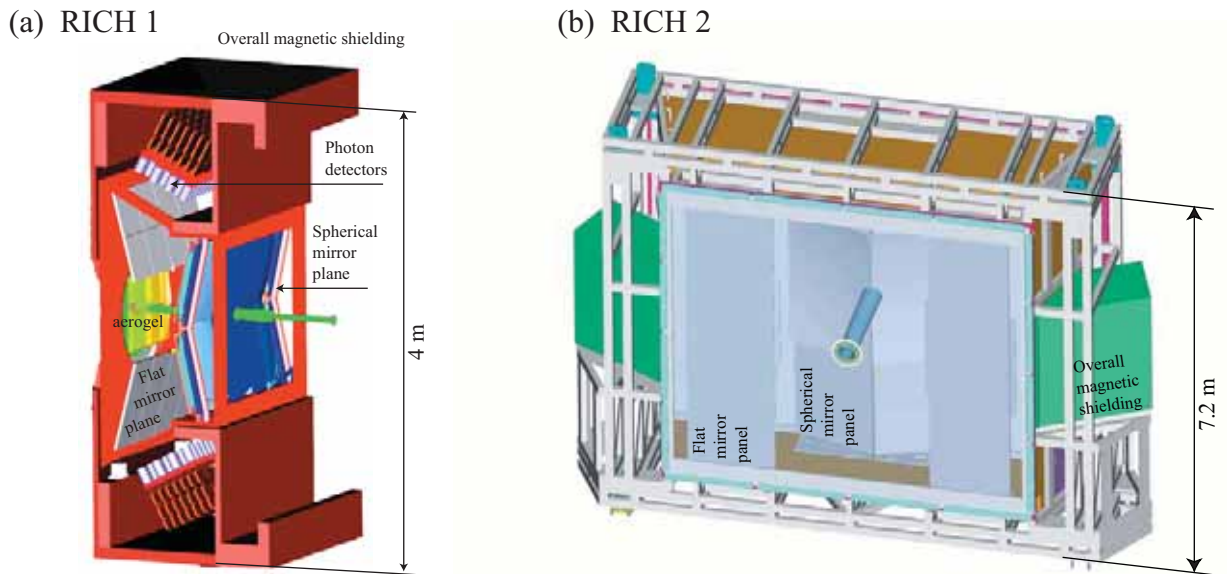 (a) RICH 1
Overall magnetic shielding
Photon
detectors
Spherical
mirror
plane
aerogel
Flat
mirror
plane
4 m
(b) RICH 2
Flat
mirror
panel
Spherical
mirror
panel
Overall
magnetic
shielding
7.2 m